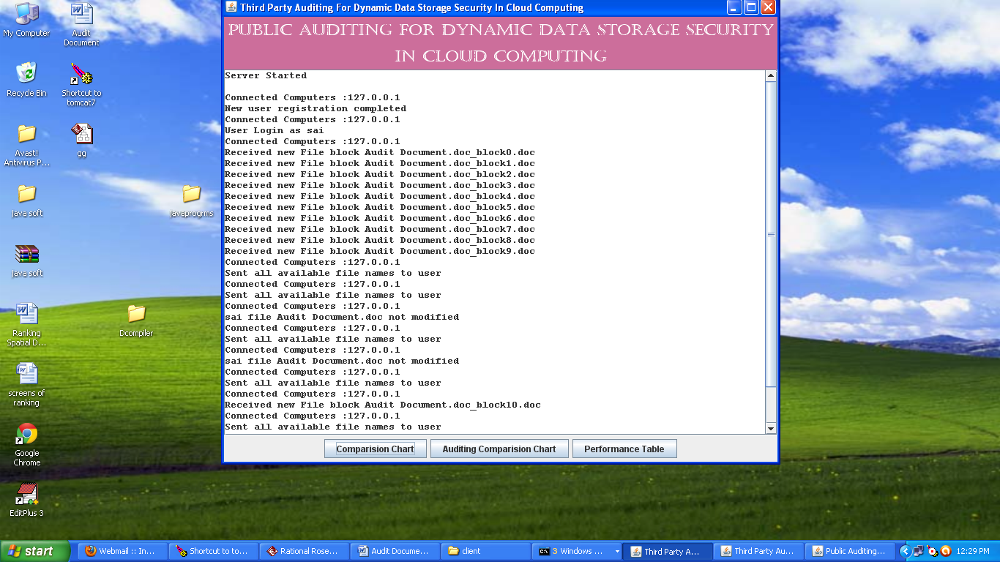 My Computer
Audit
Document
Recycle Bin
Shortcut to
tomcat7
Avast!
Antivirus P...
gg
java soft
javaprogrms
java soft
Ranking
Spatial D...
Dcompiler
screens of
ranking
Google
Chrome
EditPlus 3
Third Party Auditing For Dynamic Data Storage Security In Cloud Computing
PUBLIC AUDITING FOR DYNAMIC DATA STORAGE SECURITY
IN CLOUD COMPUTING
Server Started
Connected Computers :127.0.0.1
New user registration completed
Connected Computers :127.0.0.1
User Login as sai
Connected Computers :127.0.0.1
Received new File block Audit Document.doc_block0.doc
Received new File block Audit Document.doc_block1.doc
Received new File block Audit Document.doc_block2.doc
Received new File block Audit Document.doc_block3.doc
Received new File block Audit Document.doc_block4.doc
Received new File block Audit Document.doc_block5.doc
Received new File block Audit Document.doc_block6.doc
Received new File block Audit Document.doc_block7.doc
Received new File block Audit Document.doc_block8.doc
Received new File block Audit Document.doc_block9.doc
Connected Computers :127.0.0.1
Sent all available file names to user
Connected Computers :127.0.0.1
Sent all available file names to user
Connected Computers :127.0.0.1
sai file Audit Document.doc not modified
Connected Computers :127.0.0.1
Sent all available file names to user
Connected Computers :127.0.0.1
sai file Audit Document.doc not modified
Connected Computers :127.0.0.1
Sent all available file names to user
Connected Computers :127.0.0.1
Received new File block Audit Document.doc_block10.doc
Connected Computers :127.0.0.1
Sent all available file names to user
Comparision Chart Auditing Comparision Chart Performance Table
start Webmail :: In... Shortcut to to... Rational Rose... Audit Docume... client 3 Windows ... Third Party A... Third Party Au... Public Auditing... 12:29 PM